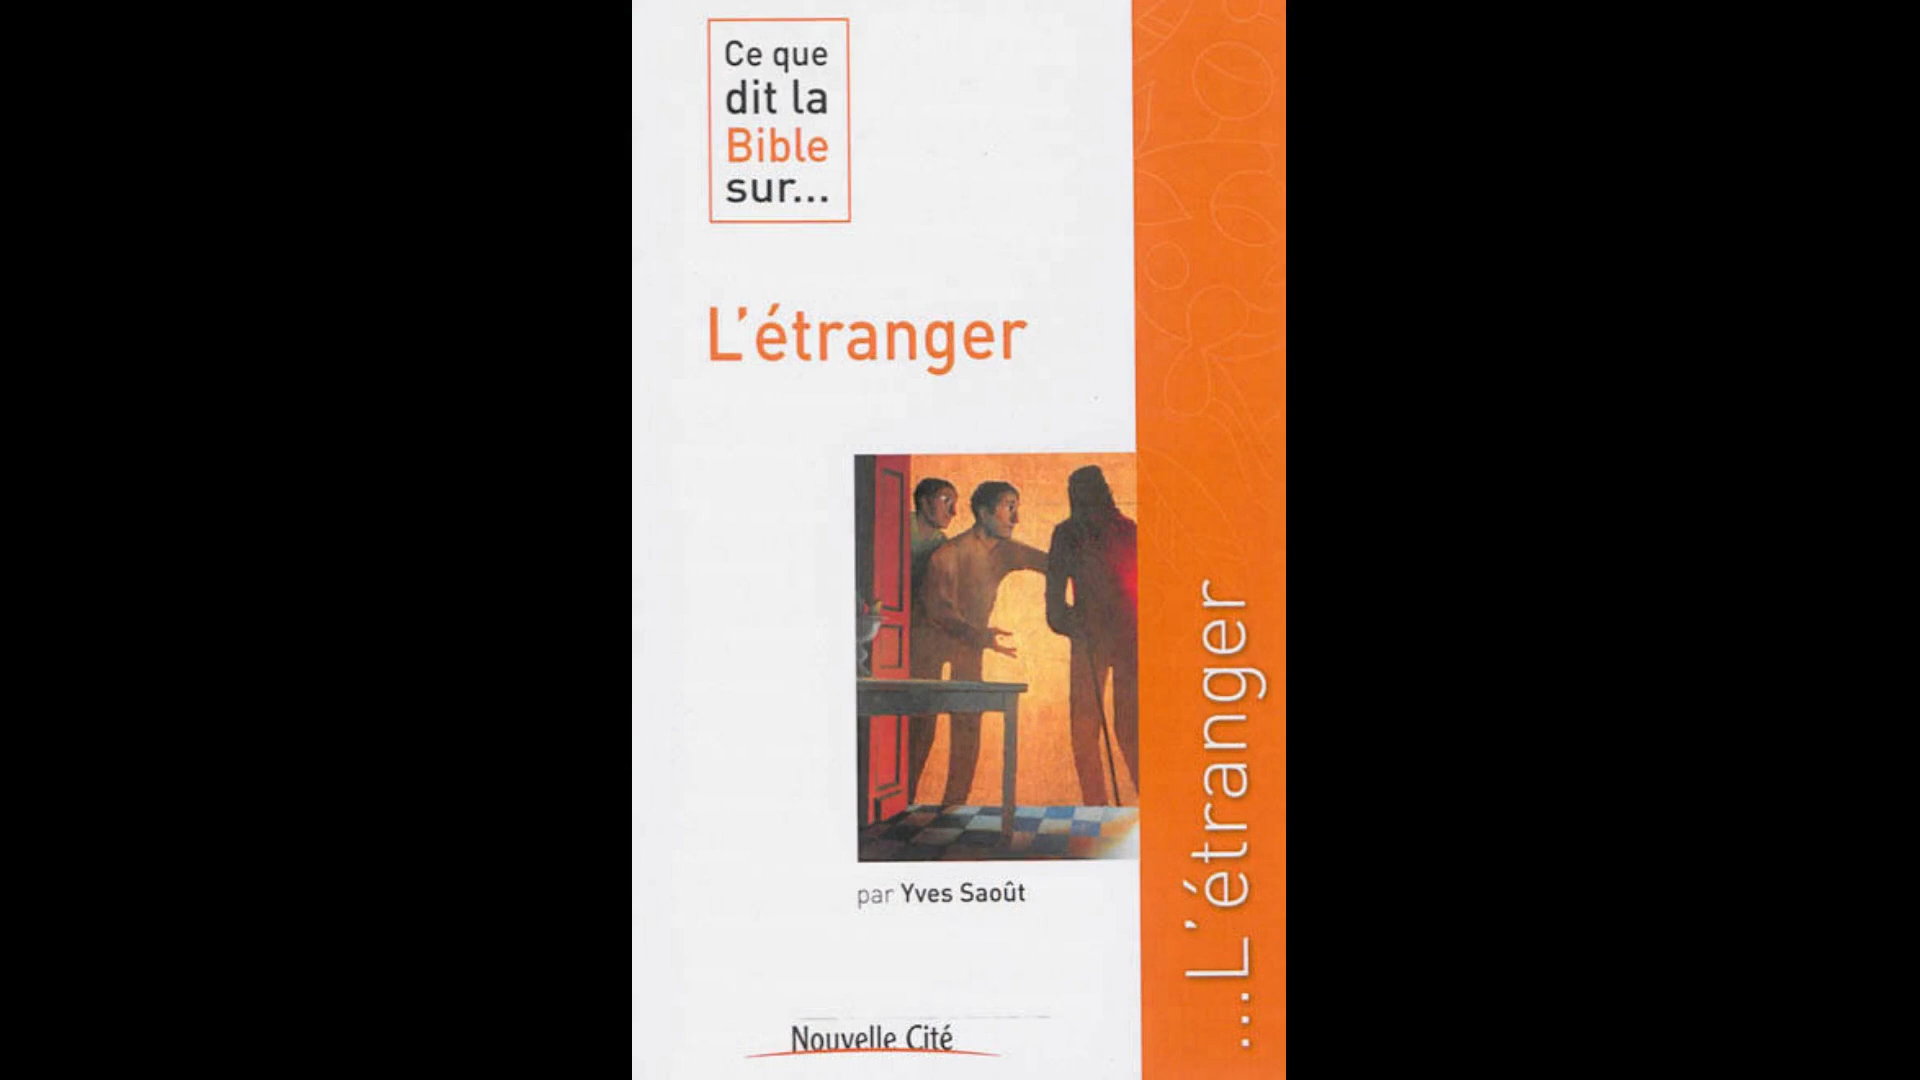 Ce que
dit la
Bible
sur...
L'étranger
par Yves Saoût
Nouvelle Cité
...L'étranger